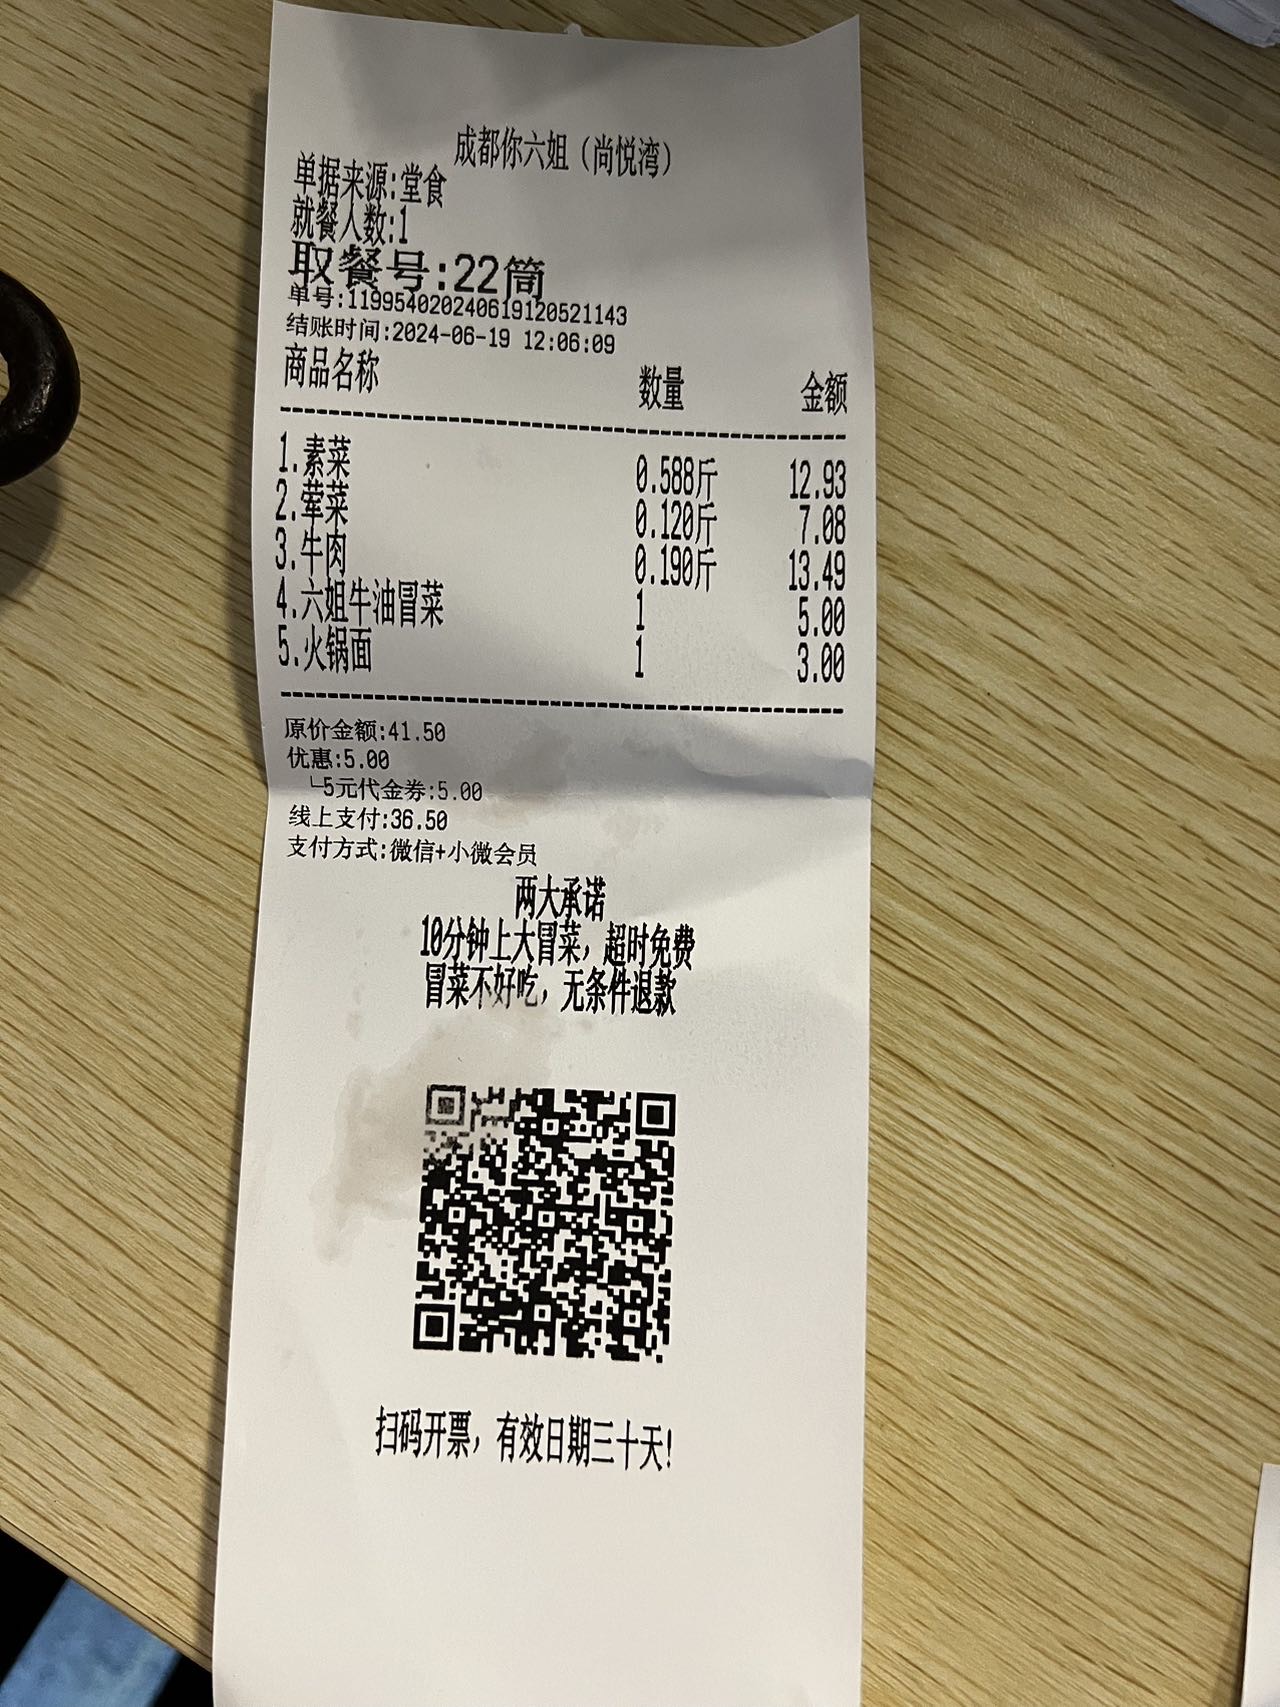 成都你六姐（尚悦湾）
单据来源:堂食
就餐人数:1
取餐号:22筒
单号:119954020240619120521143
结账时间:2024-06-19 12:06:09
商品名称 数量 金额
1.素菜 0.588斤 12.93
2.荤菜 0.120斤 7.08
3.牛肉 0.190斤 13.49
4.六姐牛油冒菜 1 5.00
5.火锅面 1 3.00
原价金额:41.50
优惠:5.00
└5元代金券:5.00
线上支付:36.50
支付方式:微信+小微会员
两大承诺
10分钟上大冒菜，超时免费
冒菜不好吃，无条件退款
扫码开票，有效日期三十天!